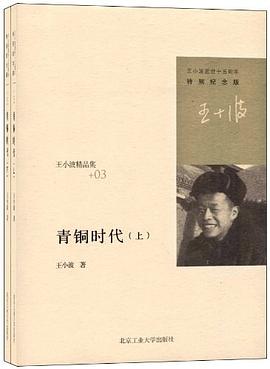 王小波逝世十五周年
特别纪念版
王小波
王小波精品集
+03
青铜时代（上）
王小波 著
北京工业大学出版社